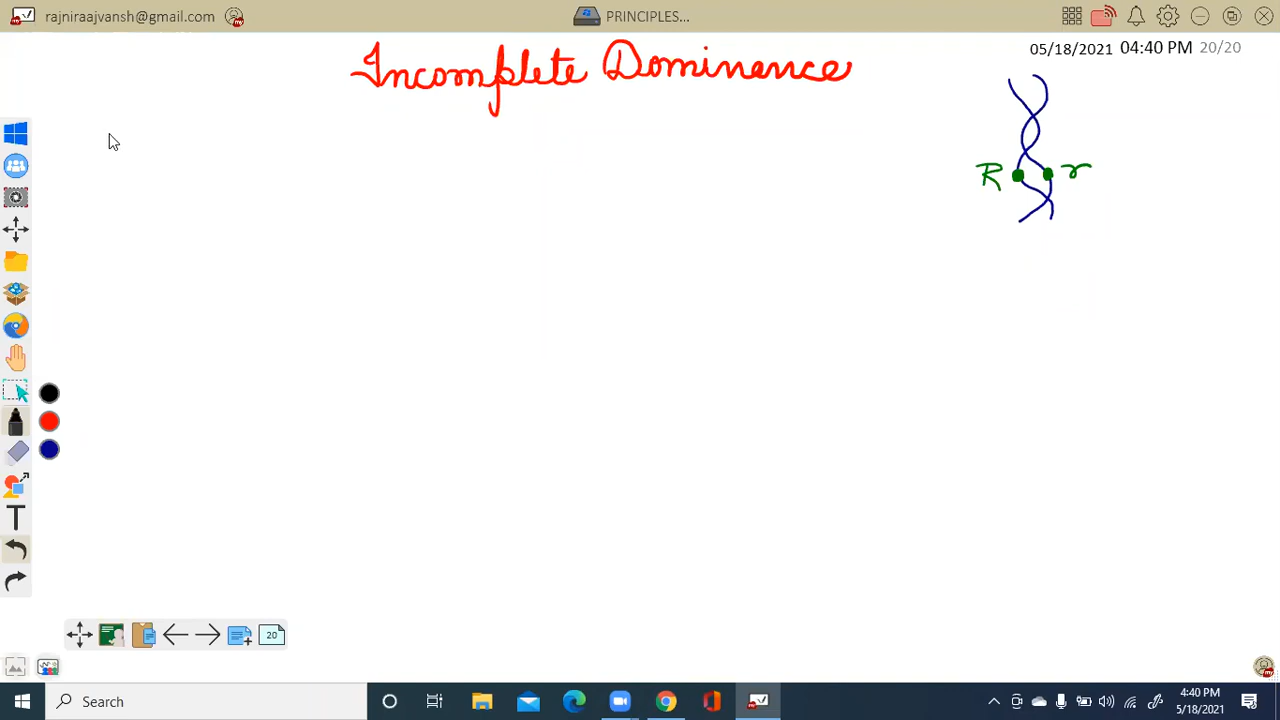 rajniraajvansh@gmail.com
PRINCIPLES...
05/18/2021 04:40 PM 20/20
Incomplete Dominance
R r
T
20
Search
4:40 PM
5/18/2021